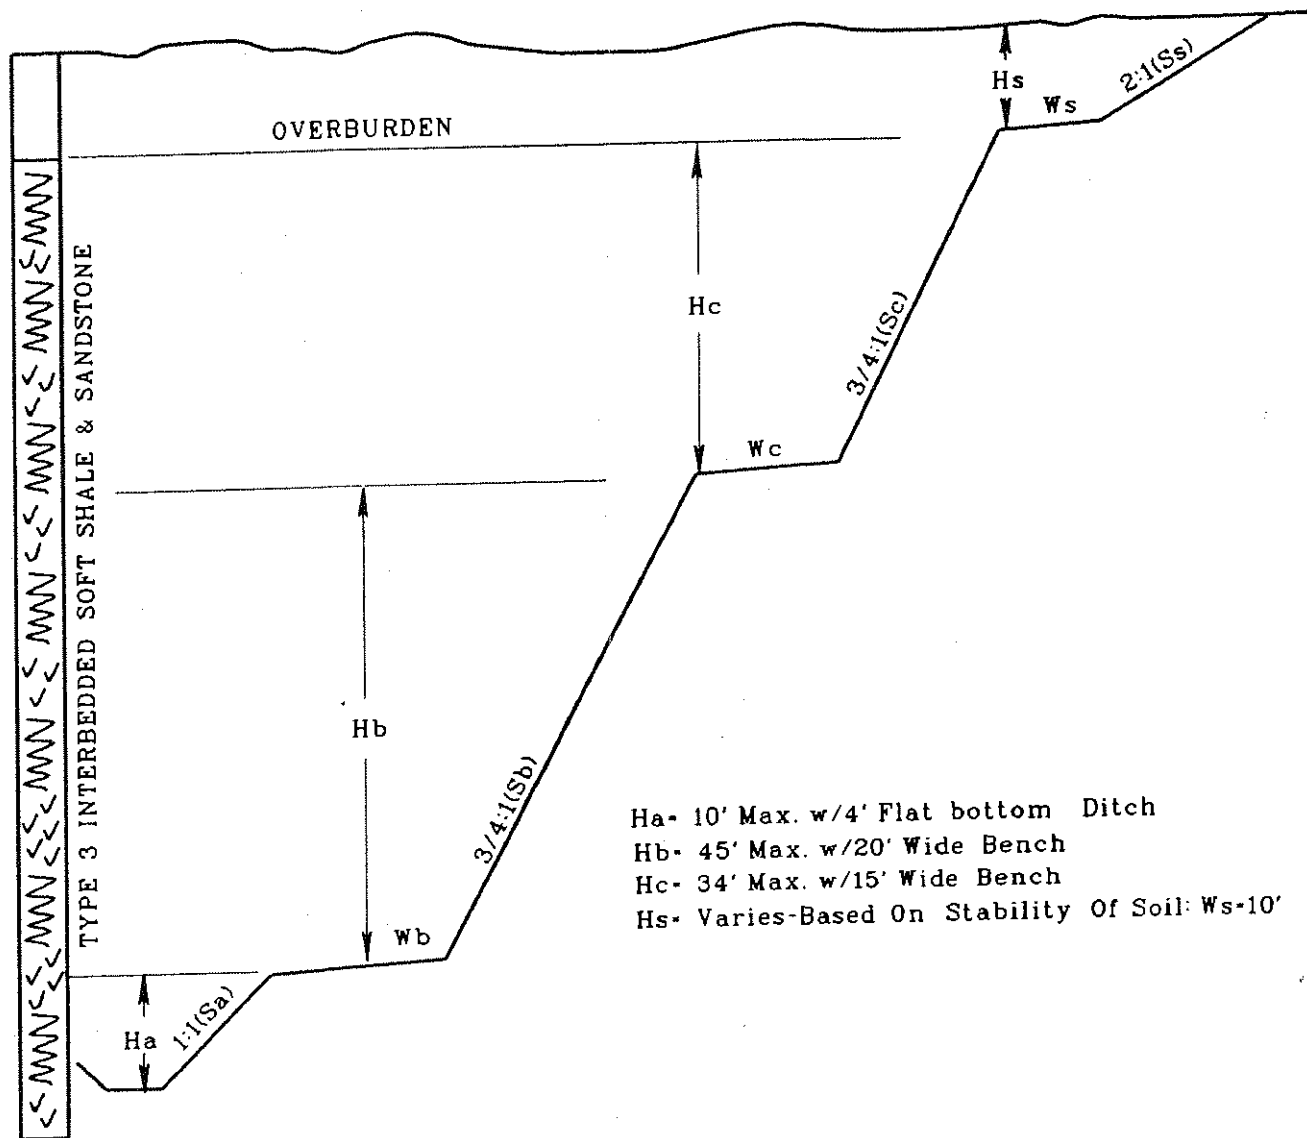 Hs
2:1(Ss)
Ws
OVERBURDEN
Hc
3/4:1(Sc)
Wc
TYPE 3 INTERBEDDED SOFT SHALE & SANDSTONE
Hb
3/4:1(Sb)
Wb
Ha
1:1(Sa)
Ha- 10' Max. w/4' Flat bottom Ditch
Hb- 45' Max. w/20' Wide Bench
Hc- 34' Max. w/15' Wide Bench
Hs- Varies-Based On Stability Of Soil: Ws-10'